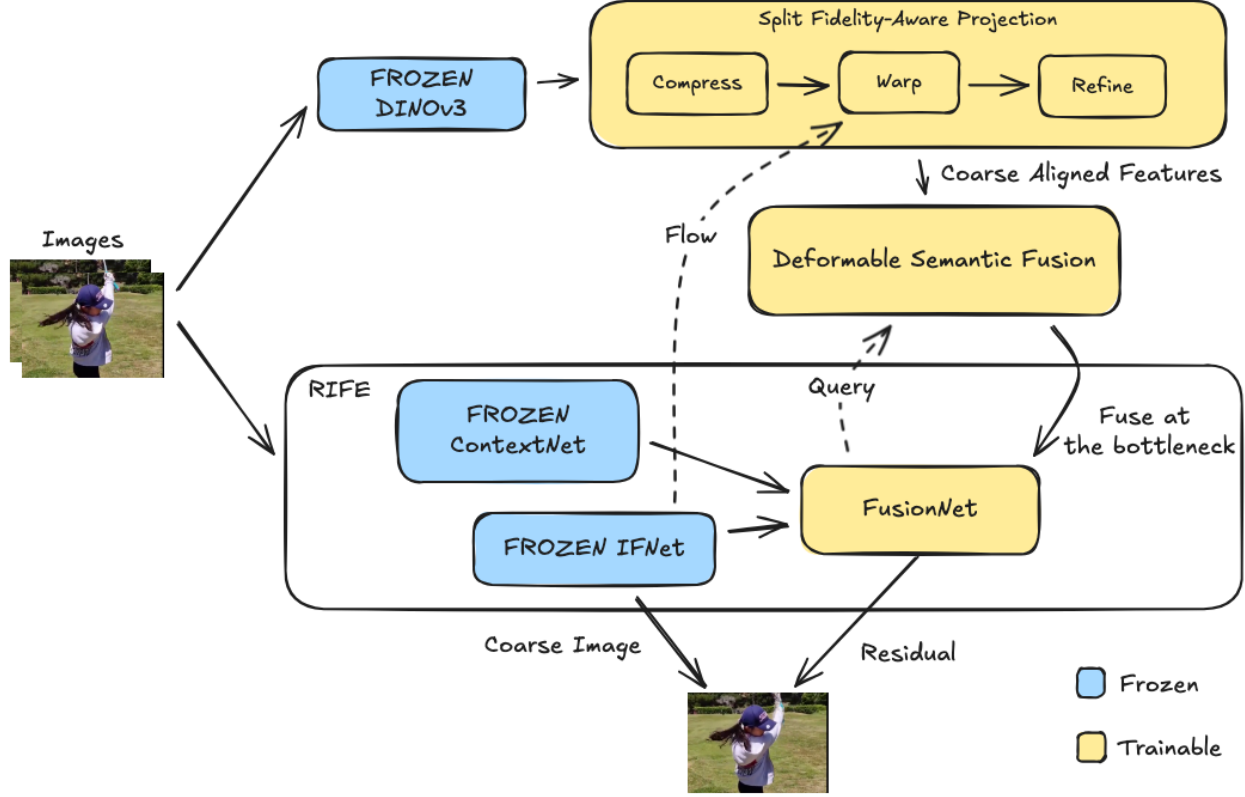 Split Fidelity-Aware Projection
FROZEN
DINOv3
Compress
Warp
Refine
Coarse Aligned Features
Images
Flow
Deformable Semantic Fusion
RIFE
FROZEN
ContextNet
Query
Fuse at
the bottleneck
FusionNet
FROZEN IFNet
Coarse Image
Residual
Frozen
Trainable